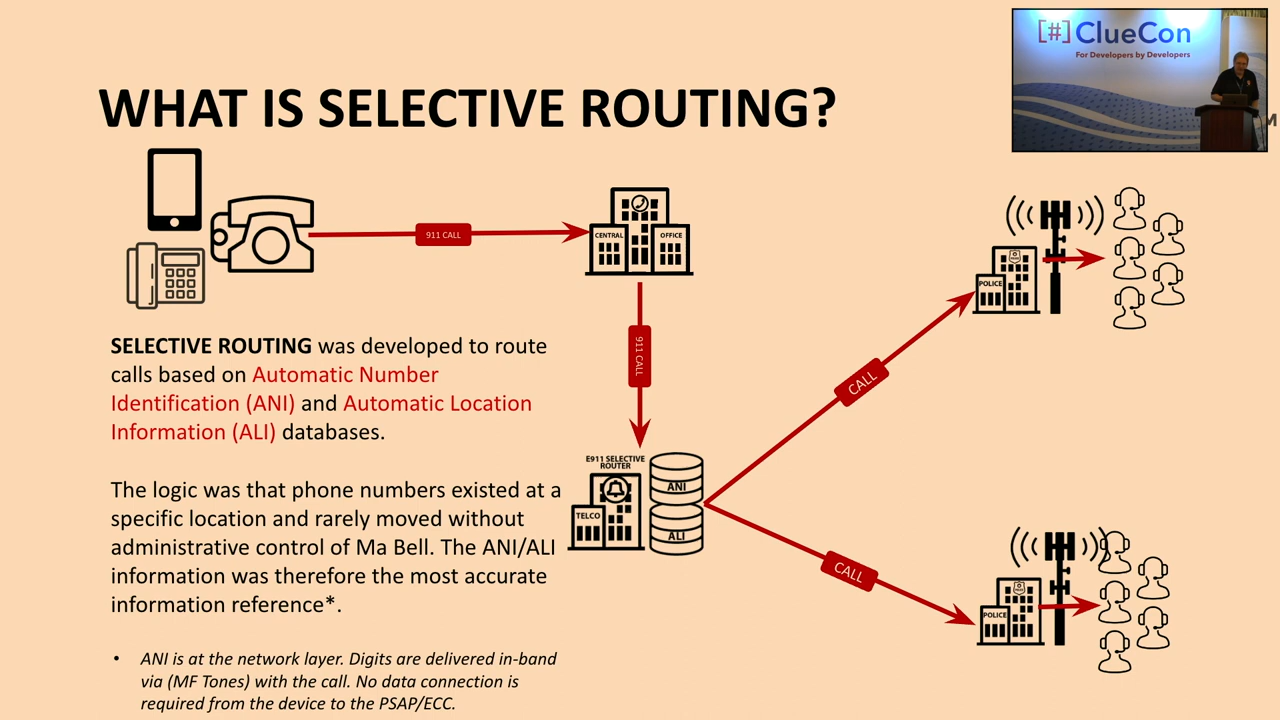 [#] ClueCon
For Developers by Developers
M
WHAT IS SELECTIVE ROUTING?
911 CALL
CENTRAL
OFFICE
911 CALL
SELECTIVE ROUTING was developed to route
calls based on Automatic Number
Identification (ANI) and Automatic Location
Information (ALI) databases.
The logic was that phone numbers existed at a
specific location and rarely moved without
administrative control of Ma Bell. The ANI/ALI
information was therefore the most accurate
information reference*.
• ANI is at the network layer. Digits are delivered in-band
via (MF Tones) with the call. No data connection is
required from the device to the PSAP/ECC.
E911 SELECTIVE
ROUTER
TELCO
ANI
ALI
CALL
CALL
POLICE
POLICE